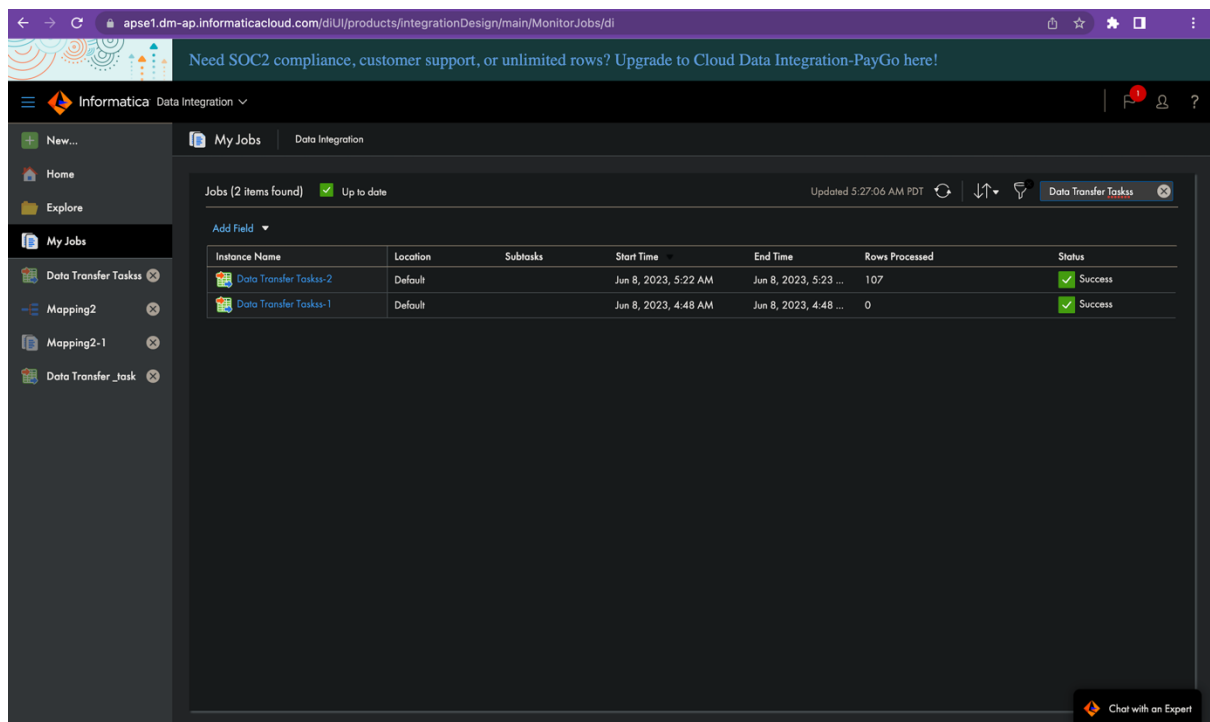 apse1.dm-ap.informaticacloud.com/diUI/products/integrationDesign/main/MonitorJobs/di
Need SOC2 compliance, customer support, or unlimited rows? Upgrade to Cloud Data Integration-PayGo here!
Informatica Data Integration
1
?
New...
Home
Explore
My Jobs
Data Transfer Taskss
Mapping2
Mapping2-1
Data Transfer _task
My Jobs Data Integration
Jobs (2 items found) Up to date Updated 5:27:06 AM PDT Data Transfer Taskss
Add Field
Instance Name Location Subtasks Start Time End Time Rows Processed Status
Data Transfer Taskss-2 Default Jun 8, 2023, 5:22 AM Jun 8, 2023, 5:23 ... 107 Success
Data Transfer Taskss-1 Default Jun 8, 2023, 4:48 AM Jun 8, 2023, 4:48 ... 0 Success
Chat with an Expert